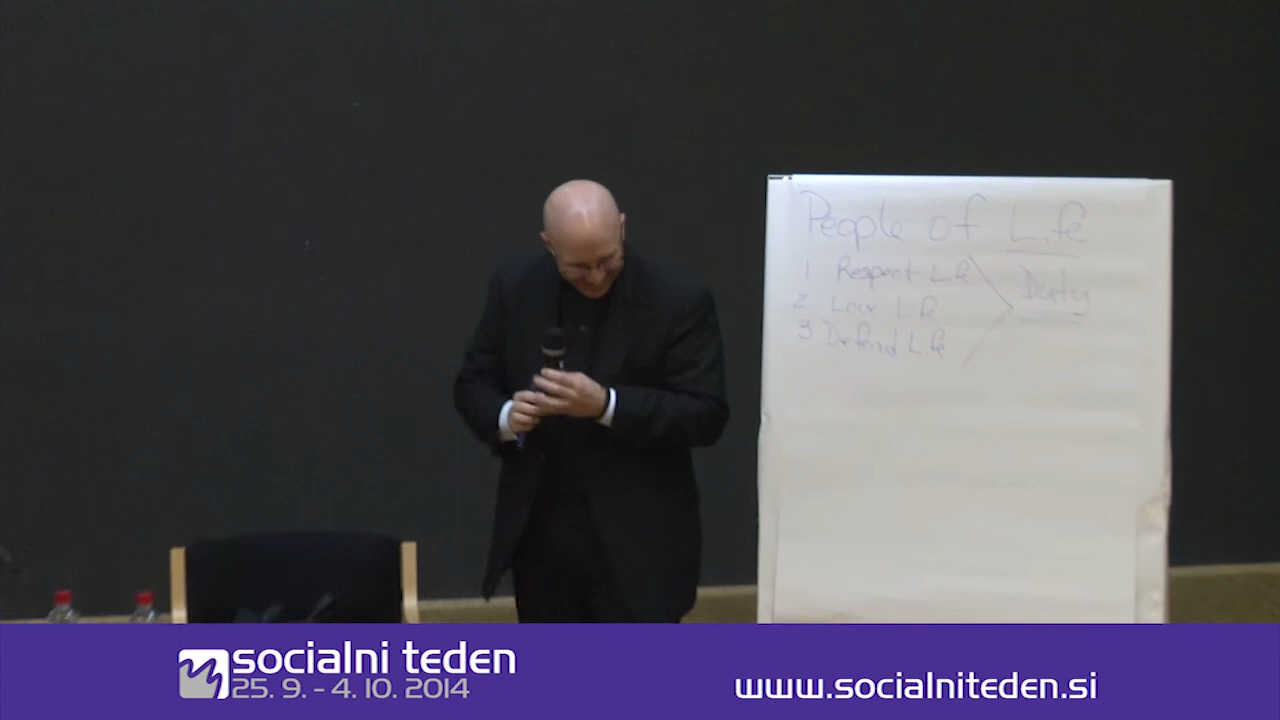 People of Life
1 Respect Life
Duty
2 Love Life
3 Defend Life
socialni teden
25. 9. - 4. 10. 2014
www.socialniteden.si